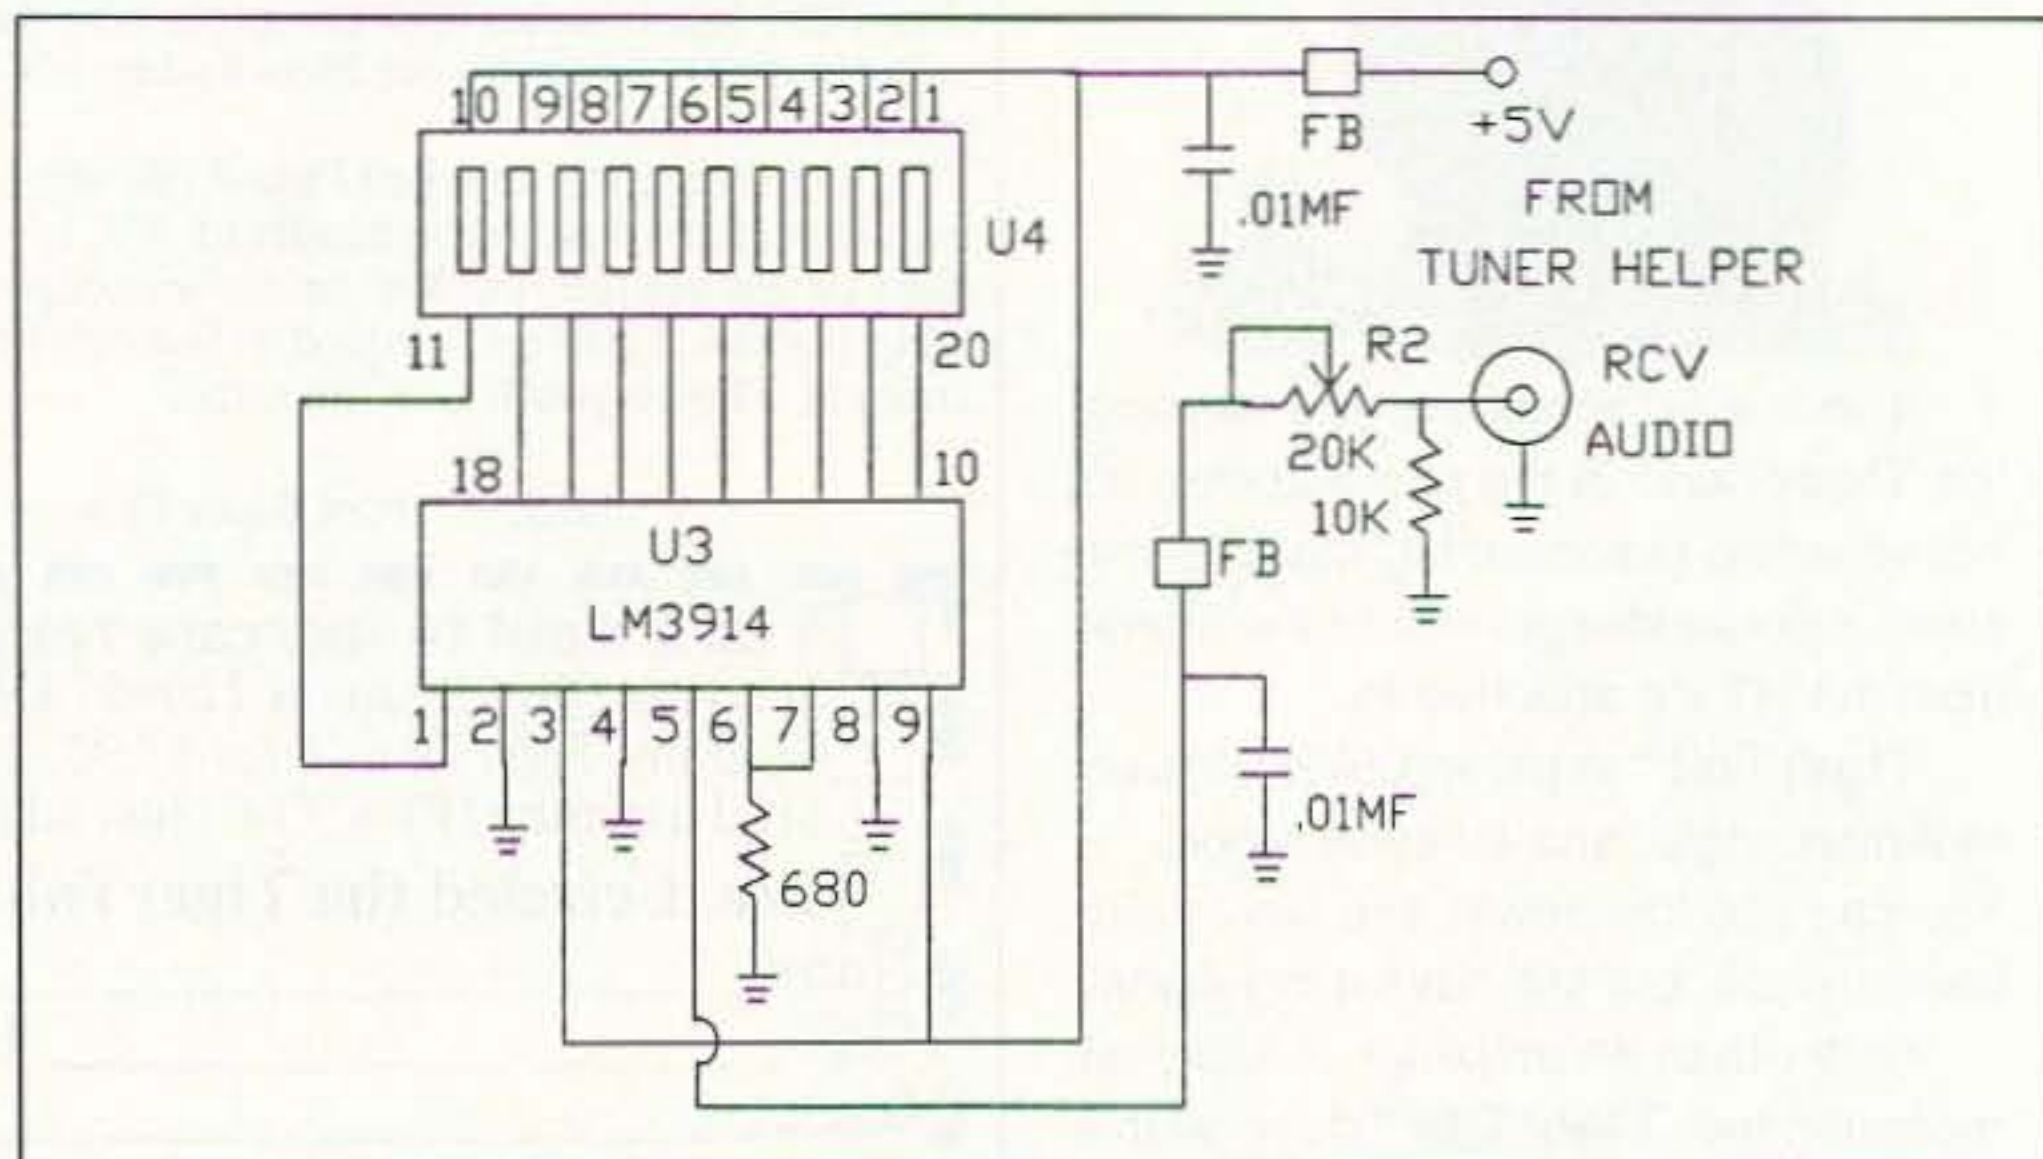 10 9 8 7 6 5 4 3 2 1
FB
+5V
.01MF
FROM
TUNER HELPER
U4
11
20
R2
RCV
AUDIO
20K
10K
18
10
U3
LM3914
FB
1 2 3 4 5 6 7 8 9
.01MF
680